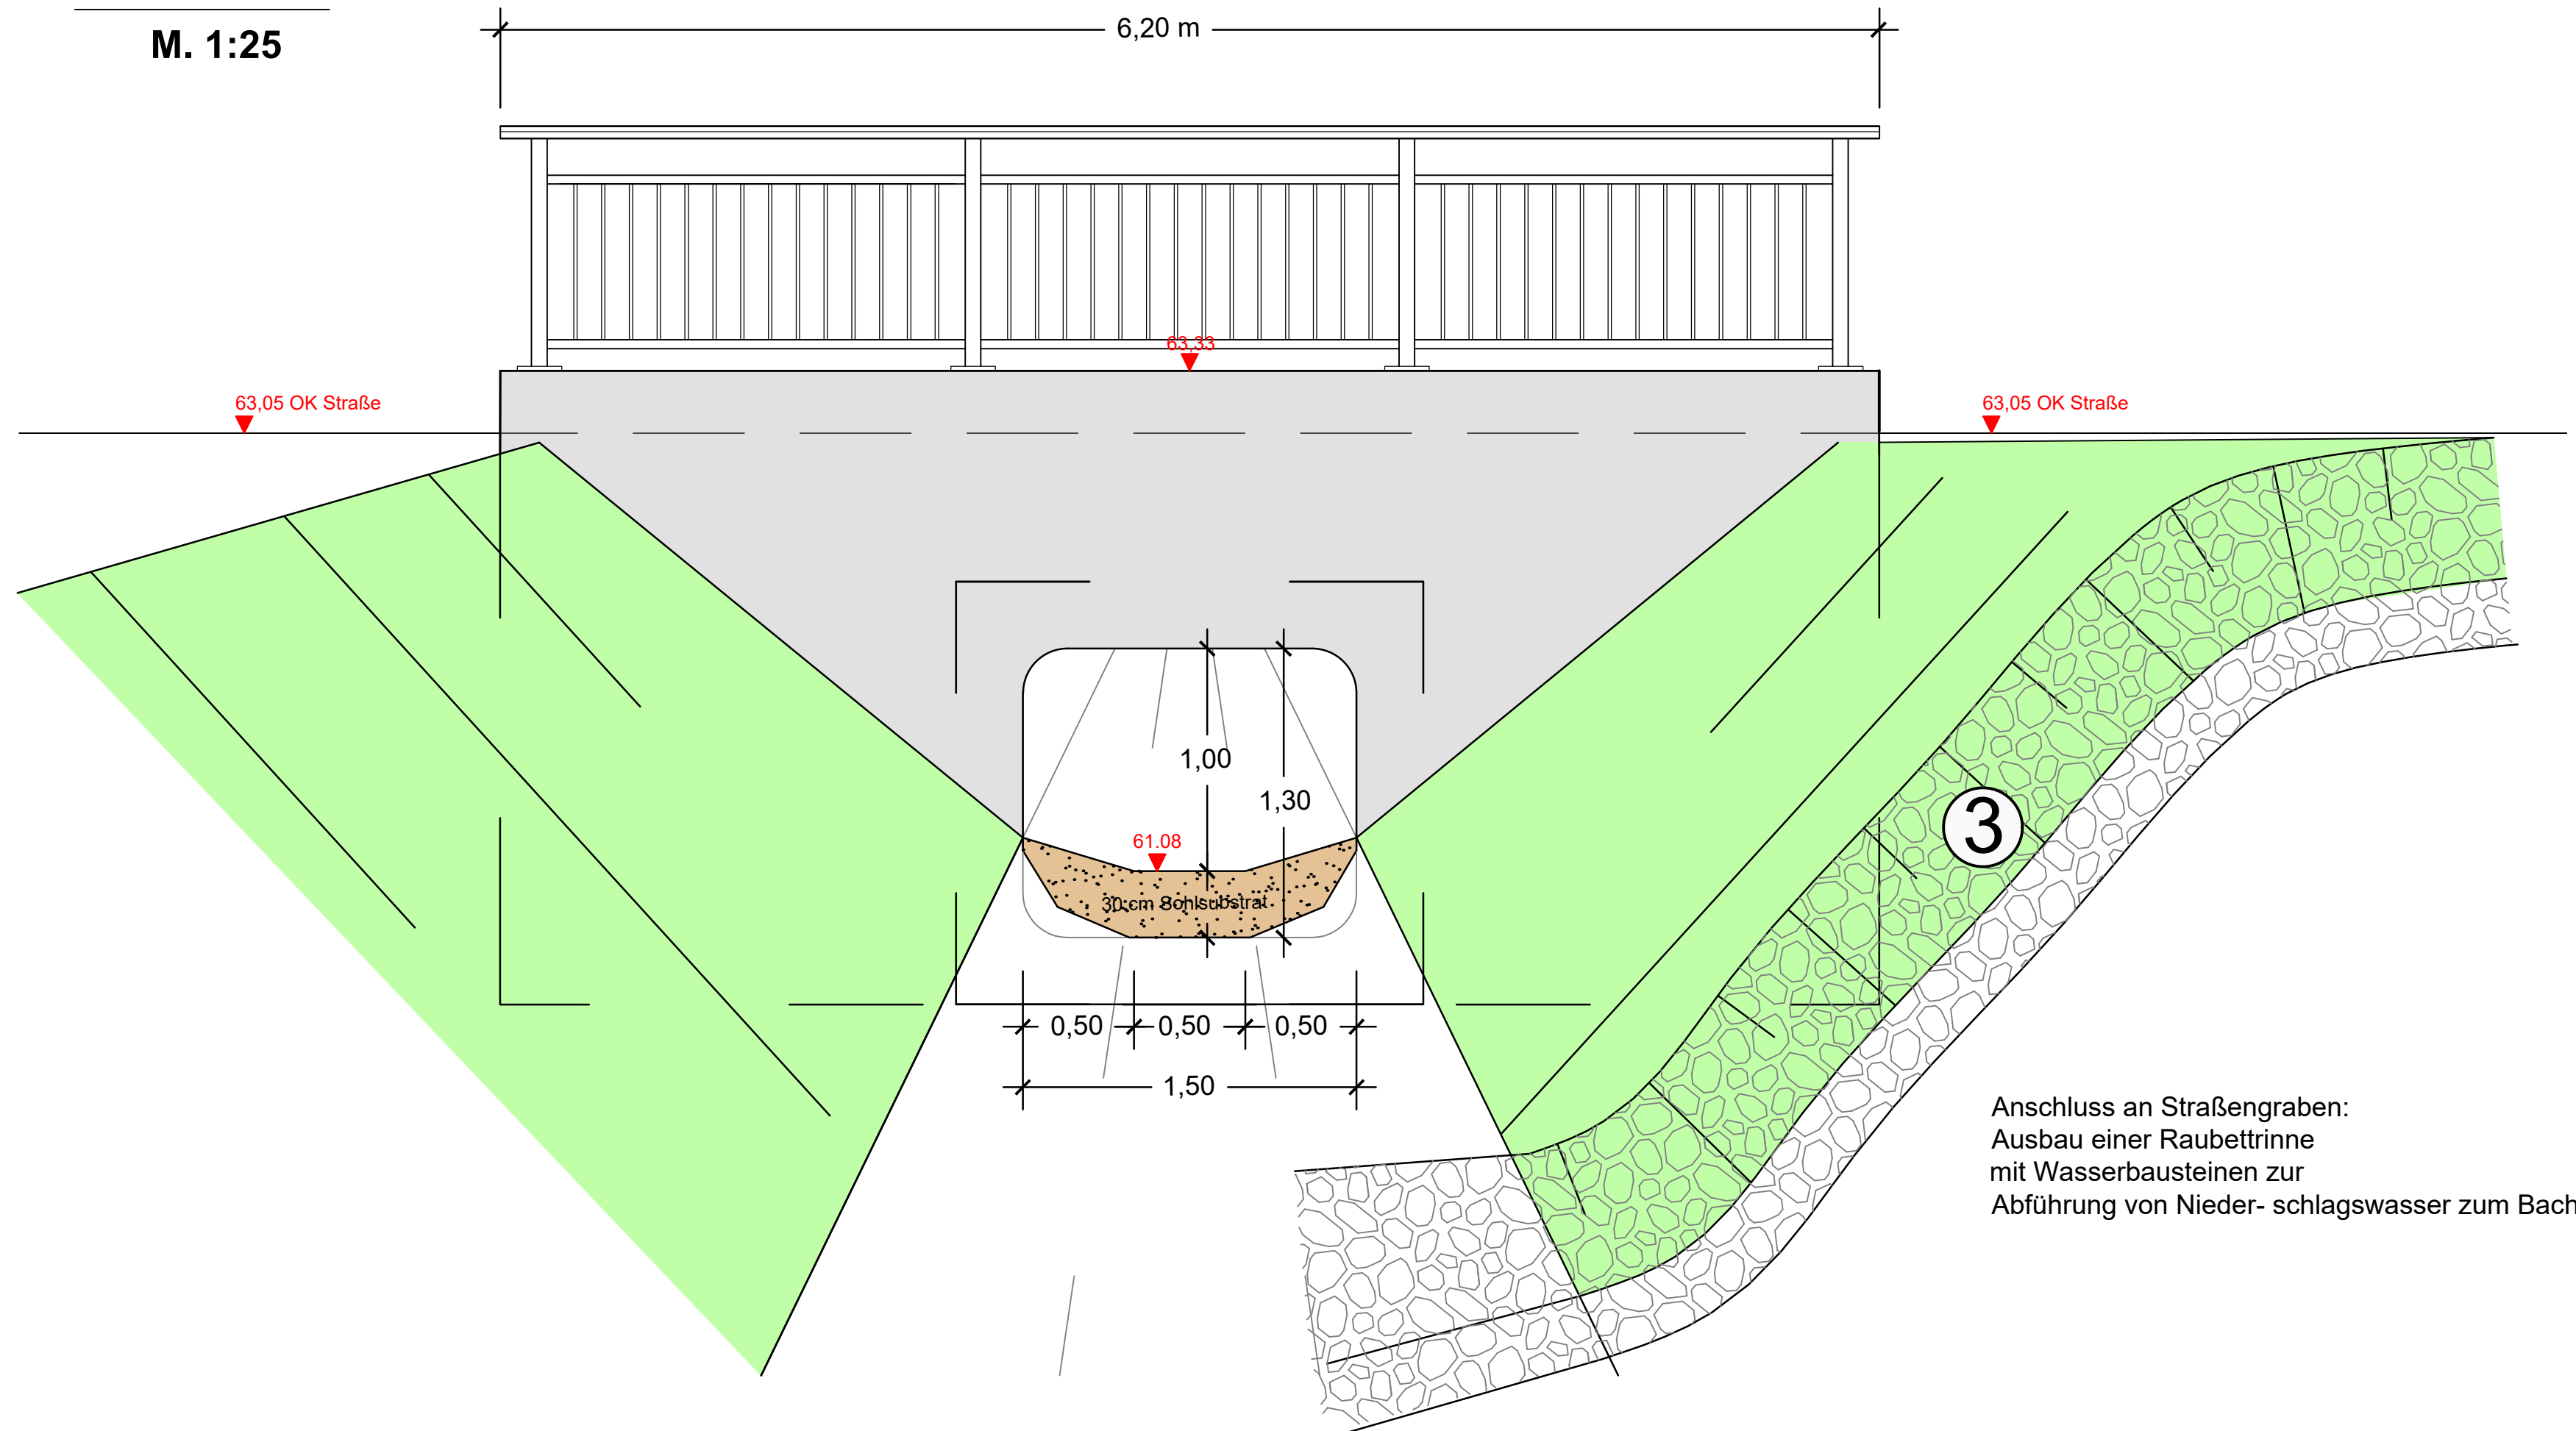 M. 1:25
6,20 m
63,33
63,05 OK Straße
63,05 OK Straße
1,00
1,30
61.08
30 cm Sohlsubstrat
0,50 0,50 0,50
1,50
3
Anschluss an Straßengraben:
Ausbau einer Raubettrinne
mit Wasserbausteinen zur
Abführung von Nieder- schlagswasser zum Bach